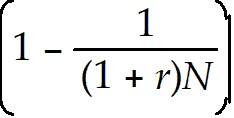 (1 − 1/((1 + r)N))